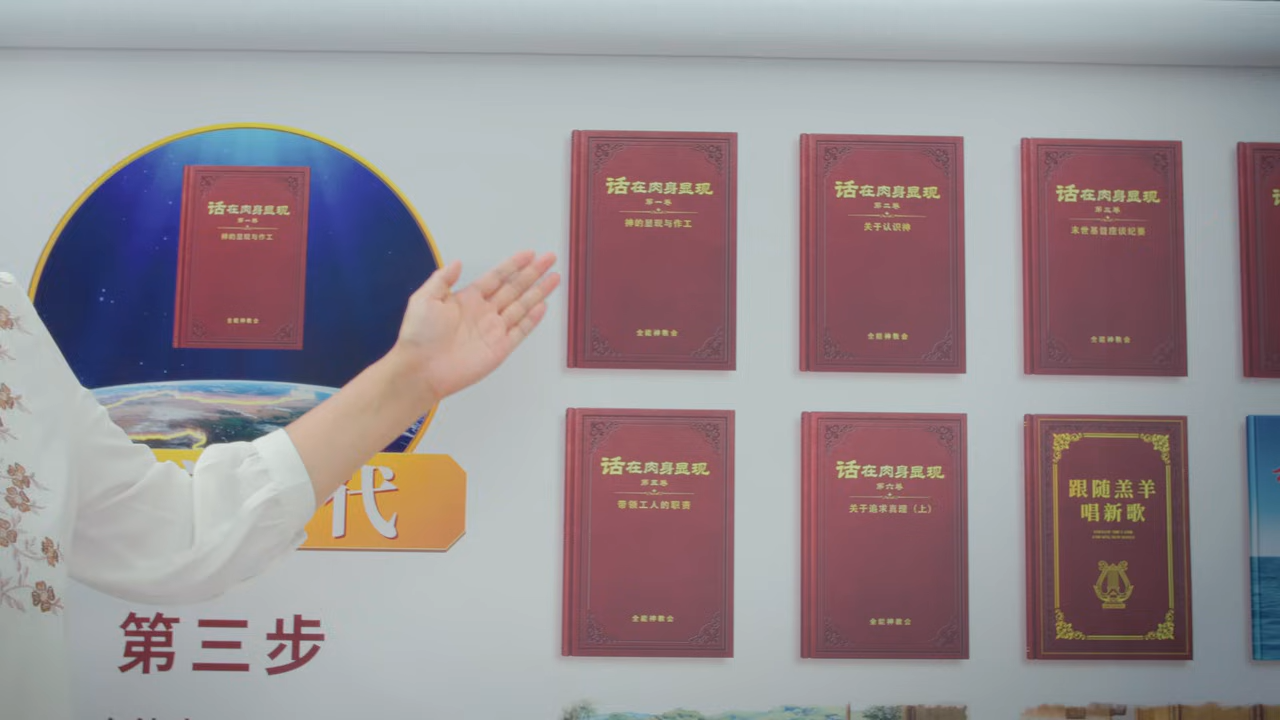 话在肉身显现
第一卷
神的显现与作工
全能神教会
代
第三步
话在肉身显现
第一卷
神的显现与作工
全能神教会
话在肉身显现
第二卷
关于认识神
全能神教会
话在肉身显现
第三卷
末世基督座谈纪要
全能神教会
话在肉身显现
第五卷
带领工人的职责
全能神教会
话在肉身显现
第六卷
关于追求真理（上）
全能神教会
跟随羔羊
唱新歌